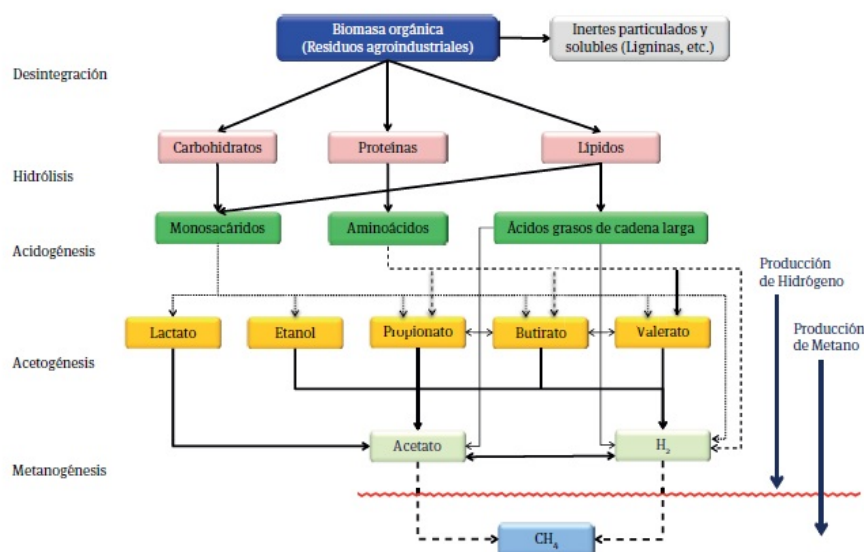 Biomasa orgánica
(Residuos agroindustriales)
Inertes particulados y
solubles (Ligninas, etc.)
Desintegración
Carbohidratos
Proteínas
Lípidos
Hidrólisis
Monosacáridos
Aminoácidos
Ácidos grasos de cadena larga
Acidogénesis
Producción
de Hidrógeno
Lactato
Etanol
Propionato
Butirato
Valerato
Producción
de Metano
Acetogénesis
Acetato
H₂
Metanogénesis
CH₄